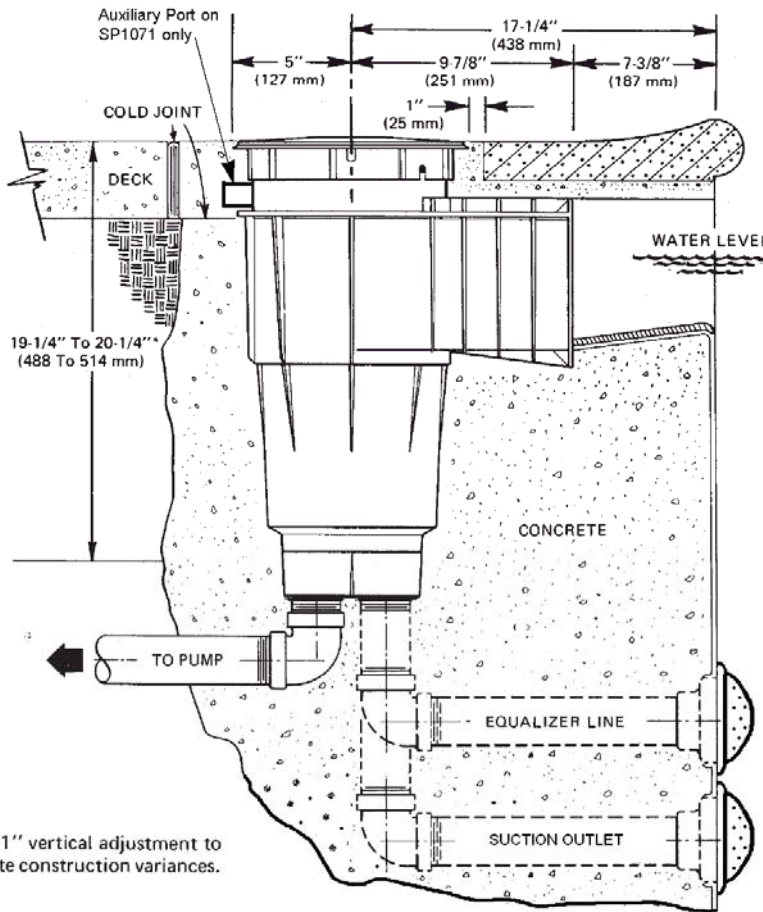 Auxiliary Port on
SP1071 only
17-1/4"
(438 mm)
5"
(127 mm)
9-7/8"
(251 mm)
7-3/8"
(187 mm)
1"
(25 mm)
COLD JOINT
DECK
WATER LEVEL
19-1/4" To 20-1/4"*
(488 To 514 mm)
CONCRETE
TO PUMP
EQUALIZER LINE
SUCTION OUTLET
1" vertical adjustment to
te construction variances.